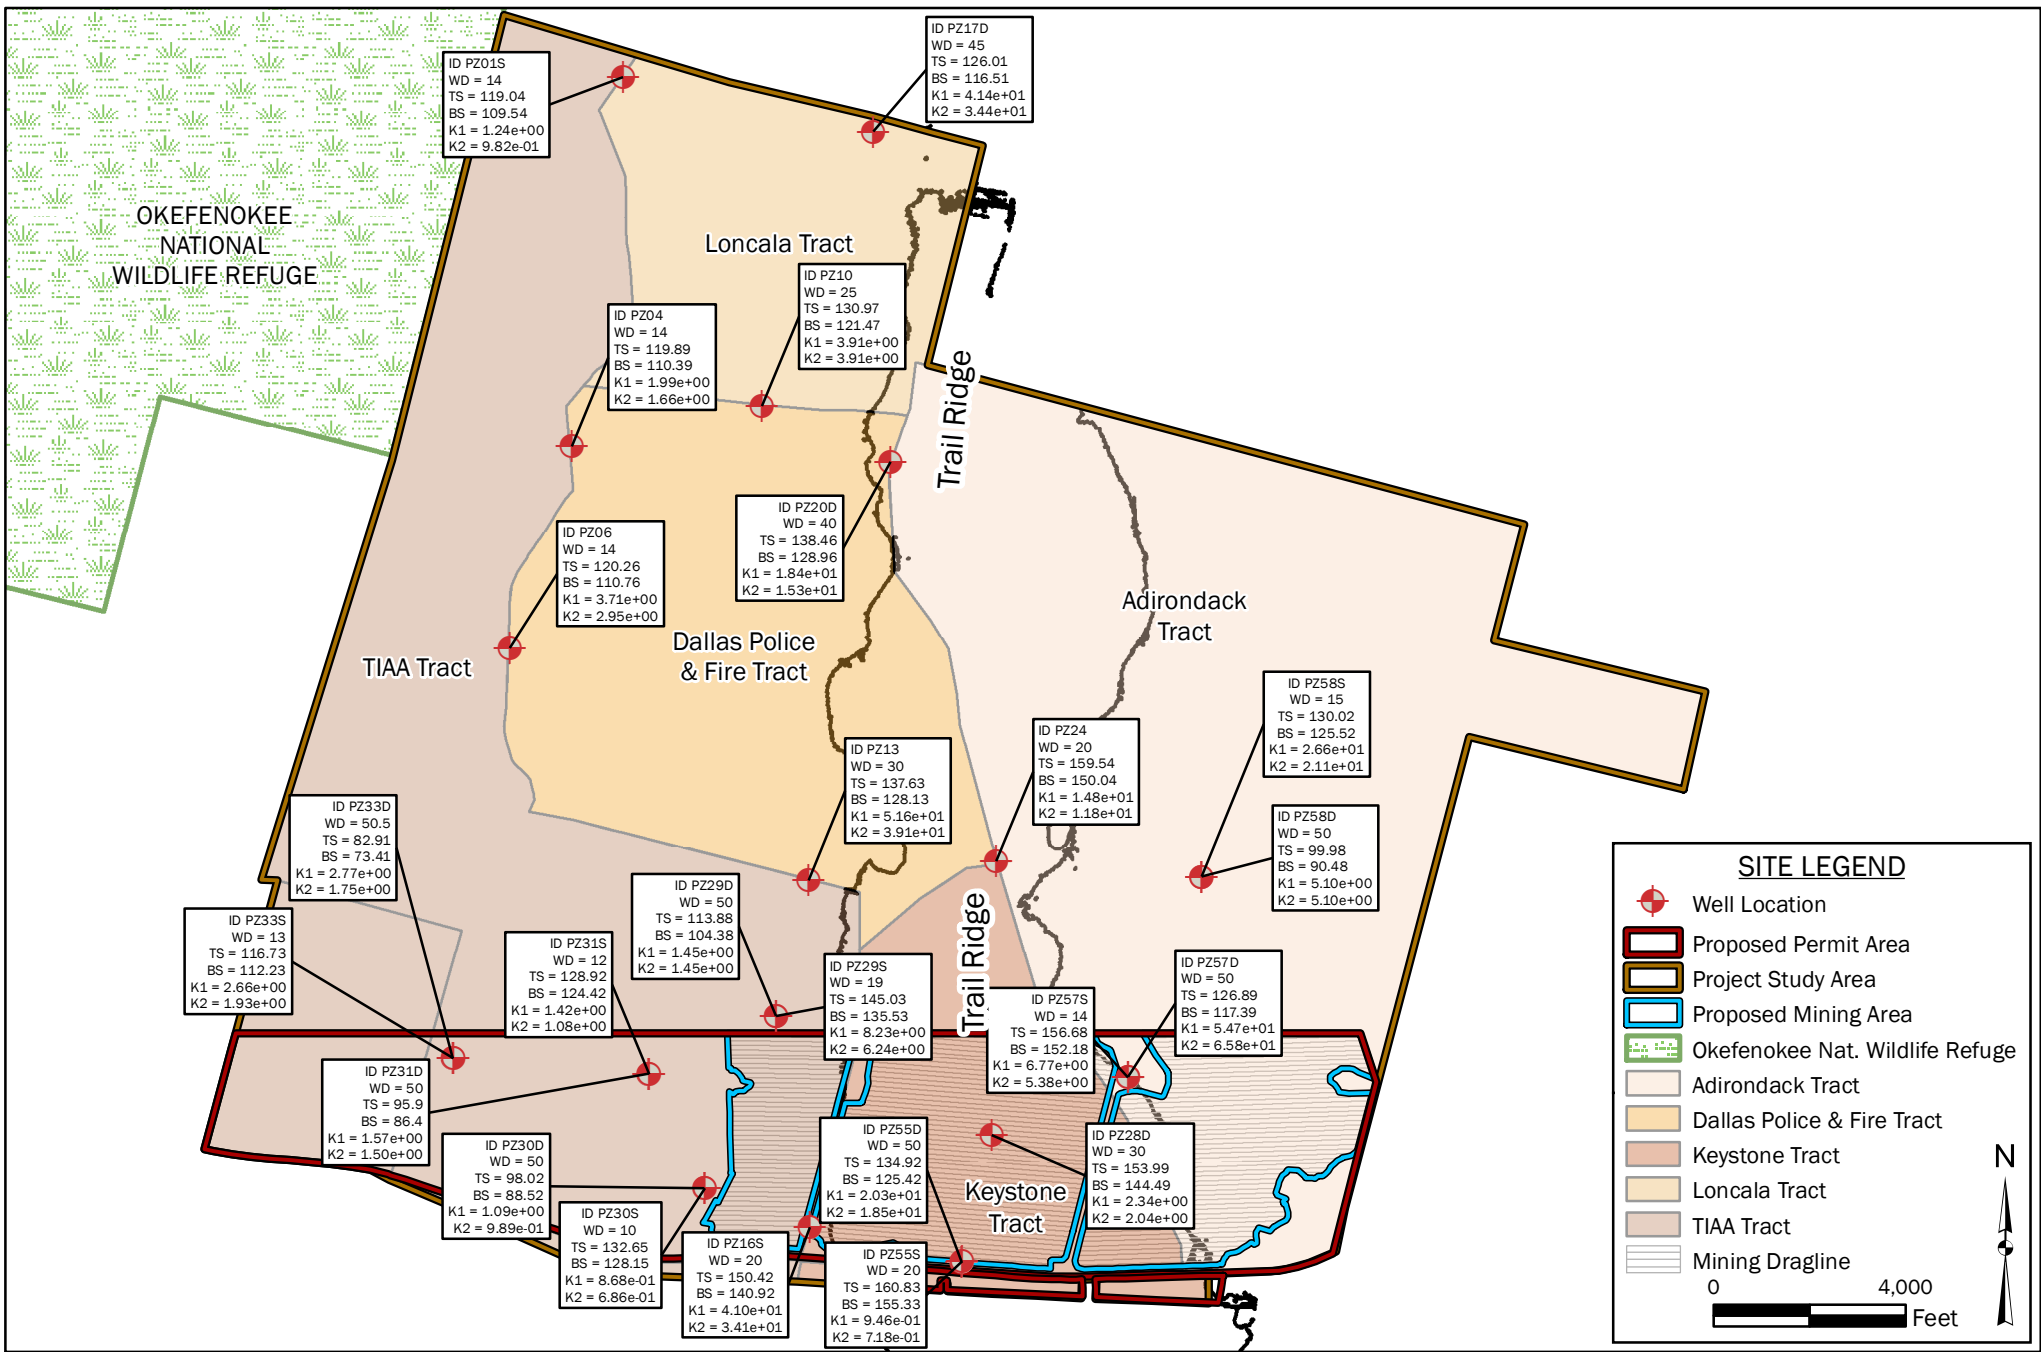 ID PZ17D
WD = 45
TS = 126.01
BS = 116.51
K1 = 4.14e+01
K2 = 3.44e+01
ID PZ01S
WD = 14
TS = 119.04
BS = 109.54
K1 = 1.24e+00
K2 = 9.82e-01
OKEFENOKEE
NATIONAL
WILDLIFE REFUGE
Loncala Tract
ID PZ10
WD = 25
TS = 130.97
BS = 121.47
K1 = 3.91e+00
K2 = 3.91e+00
ID PZ04
WD = 14
TS = 119.89
BS = 110.39
K1 = 1.99e+00
K2 = 1.66e+00
Trail Ridge
ID PZ20D
WD = 40
TS = 138.46
BS = 128.96
K1 = 1.84e+01
K2 = 1.53e+01
ID PZ06
WD = 14
TS = 120.26
BS = 110.76
K1 = 3.71e+00
K2 = 2.95e+00
Adirondack
Tract
Dallas Police
& Fire Tract
TIAA Tract
ID PZ58S
WD = 15
TS = 130.02
BS = 125.52
K1 = 2.66e+01
K2 = 2.11e+01
ID PZ24
WD = 20
TS = 159.54
BS = 150.04
K1 = 1.48e+01
K2 = 1.18e+01
ID PZ13
WD = 30
TS = 137.63
BS = 128.13
K1 = 5.16e+01
K2 = 3.91e+01
ID PZ33D
WD = 50.5
TS = 82.91
BS = 73.41
K1 = 2.77e+00
K2 = 1.75e+00
ID PZ58D
WD = 50
TS = 99.98
BS = 90.48
K1 = 5.10e+00
K2 = 5.10e+00
ID PZ29D
WD = 50
TS = 113.88
BS = 104.38
K1 = 1.45e+00
K2 = 1.45e+00
Trail Ridge
ID PZ33S
WD = 13
TS = 116.73
BS = 112.23
K1 = 2.66e+00
K2 = 1.93e+00
ID PZ31S
WD = 12
TS = 128.92
BS = 124.42
K1 = 1.42e+00
K2 = 1.08e+00
ID PZ29S
WD = 19
TS = 145.03
BS = 135.53
K1 = 8.23e+00
K2 = 6.24e+00
ID PZ57D
WD = 50
TS = 126.89
BS = 117.39
K1 = 5.47e+01
K2 = 6.58e+01
ID PZ57S
WD = 14
TS = 156.68
BS = 152.18
K1 = 6.77e+00
K2 = 5.38e+00
ID PZ31D
WD = 50
TS = 95.9
BS = 86.4
K1 = 1.57e+00
K2 = 1.50e+00
ID PZ55D
WD = 50
TS = 134.92
BS = 125.42
K1 = 2.03e+01
K2 = 1.85e+01
ID PZ28D
WD = 30
TS = 153.99
BS = 144.49
K1 = 2.34e+00
K2 = 2.04e+00
ID PZ30D
WD = 50
TS = 98.02
BS = 88.52
K1 = 1.09e+00
K2 = 9.89e-01
Keystone
Tract
ID PZ30S
WD = 10
TS = 132.65
BS = 128.15
K1 = 8.68e-01
K2 = 6.86e-01
ID PZ16S
WD = 20
TS = 150.42
BS = 140.92
K1 = 4.10e+01
K2 = 3.41e+01
ID PZ55S
WD = 20
TS = 160.83
BS = 155.33
K1 = 9.46e-01
K2 = 7.18e-01
SITE LEGEND
Well Location
Proposed Permit Area
Project Study Area
Proposed Mining Area
Okefenokee Nat. Wildlife Refuge
Adirondack Tract
Dallas Police & Fire Tract
Keystone Tract
Loncala Tract
TIAA Tract
Mining Dragline
N
0 4,000
Feet